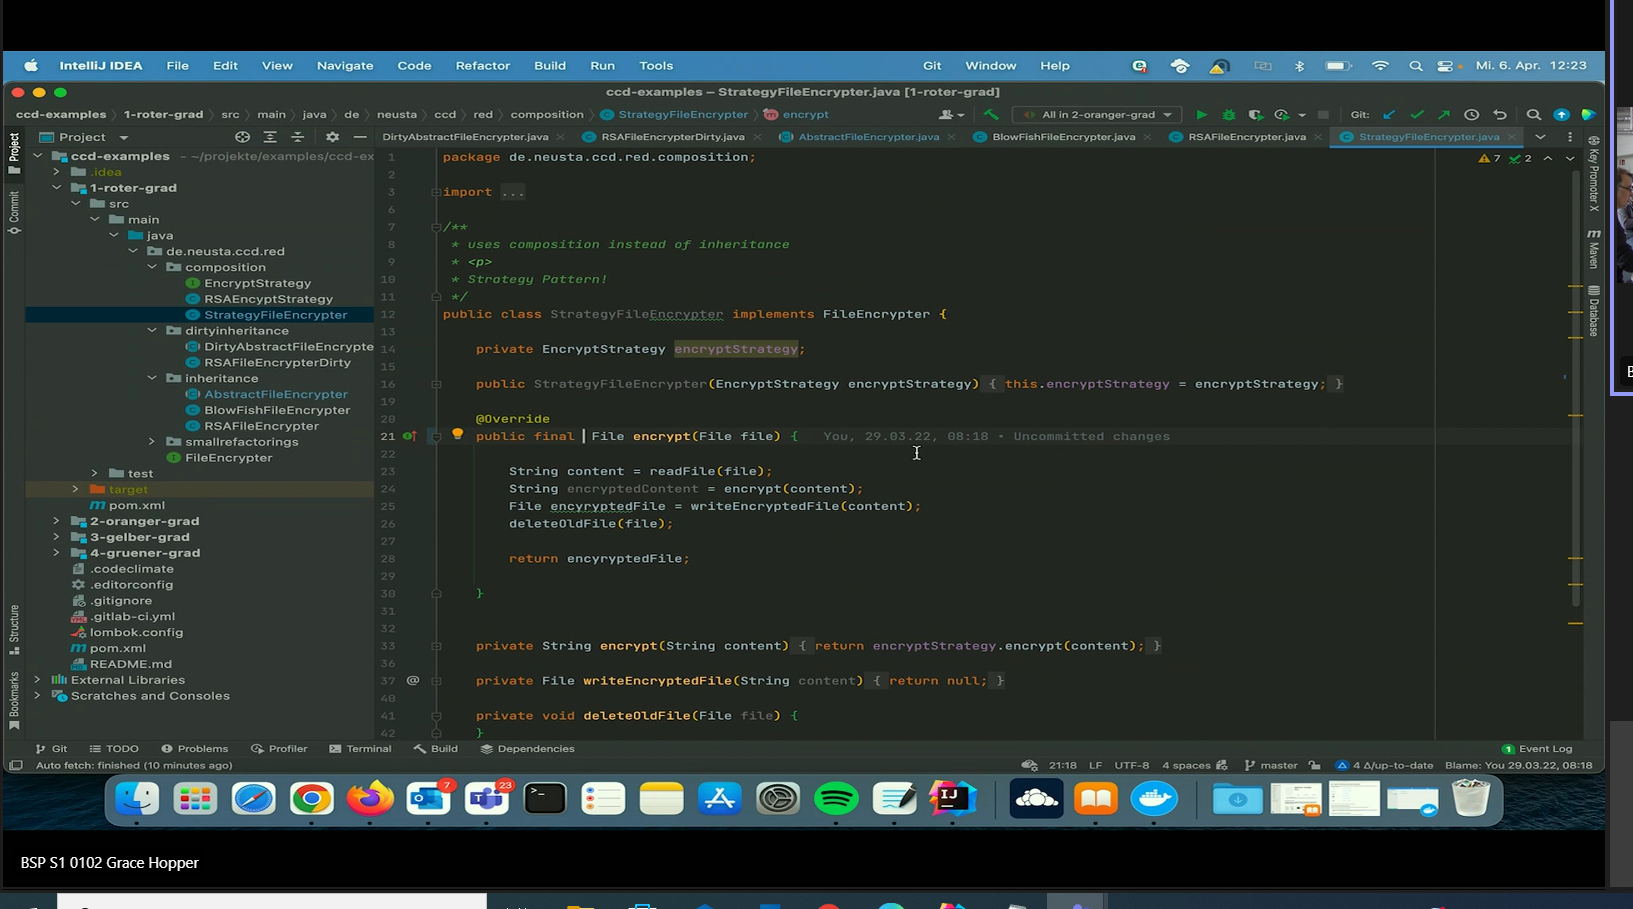 IntelliJ IDEA File Edit View Navigate Code Refactor Build Run Tools Git Window Help Mi. 6. Apr. 12:23
ccd-examples – StrategyFileEncrypter.java [1-roter-grad]
ccd-examples 1-roter-grad src main java de neusta ccd red composition StrategyFileEncrypter encrypt All in 2-oranger-grad Git:
Project
DirtyAbstractFileEncrypter.java RSAFileEncrypterDirty.java AbstractFileEncrypter.java BlowFishFileEncrypter.java RSAFileEncrypter.java StrategyFileEncrypter.java
Project
Commit
Structure
Bookmarks
ccd-examples ~/projekte/examples/ccd-ex
.idea
1-roter-grad
src
main
java
de.neusta.ccd.red
composition
EncryptStrategy
RSAEncyptStrategy
StrategyFileEncrypter
dirtyinheritance
DirtyAbstractFileEncrypte
RSAFileEncrypterDirty
inheritance
AbstractFileEncrypter
BlowFishFileEncrypter
RSAFileEncrypter
smallrefactorings
FileEncrypter
test
target
pom.xml
2-oranger-grad
3-gelber-grad
4-gruener-grad
.codeclimate
.editorconfig
.gitignore
.gitlab-ci.yml
lombok.config
pom.xml
README.md
External Libraries
Scratches and Consoles
7 2
1 package de.neusta.ccd.red.composition;
2
3 import ...
6
7 /**
8 * uses composition instead of inheritance
9 * <p>
10 * Strategy Pattern!
11 */
12 public class StrategyFileEncrypter implements FileEncrypter {
13
14 private EncryptStrategy encryptStrategy;
15
16 public StrategyFileEncrypter(EncryptStrategy encryptStrategy) { this.encryptStrategy = encryptStrategy; }
19
20 @Override
21 public final File encrypt(File file) { You, 29.03.22, 08:18 • Uncommitted changes
22
23 String content = readFile(file);
24 String encryptedContent = encrypt(content);
25 File encyryptedFile = writeEncryptedFile(content);
26 deleteOldFile(file);
27
28 return encyryptedFile;
29
30 }
31
32
33 private String encrypt(String content) { return encryptStrategy.encrypt(content); }
36
37 @ private File writeEncryptedFile(String content) { return null; }
40
41 private void deleteOldFile(File file) {
42 }
Key Promoter X
Maven
Database
Git TODO Problems Profiler Terminal Build Dependencies 1 Event Log
Auto fetch: finished (10 minutes ago) 21:18 LF UTF-8 4 spaces master 4 Δ/up-to-date Blame: You 29.03.22, 08:18
7 23
BSP S1 0102 Grace Hopper